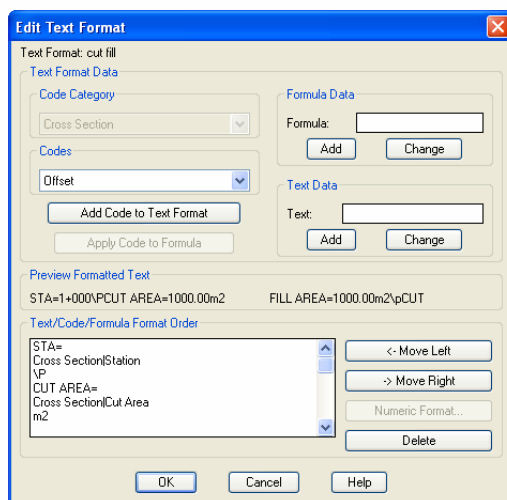 Edit Text Format
Text Format: cut fill
Text Format Data
Code Category
Cross Section
Codes
Offset
Add Code to Text Format
Apply Code to Formula
Formula Data
Formula:
Add Change
Text Data
Text:
Add Change
Preview Formatted Text
STA=1+000\PCUT AREA=1000.00m2 FILL AREA=1000.00m2\pCUT
Text/Code/Formula Format Order
STA=
Cross Section|Station
\P
CUT AREA=
Cross Section|Cut Area
m2
<- Move Left
-> Move Right
Numeric Format...
Delete
OK Cancel Help